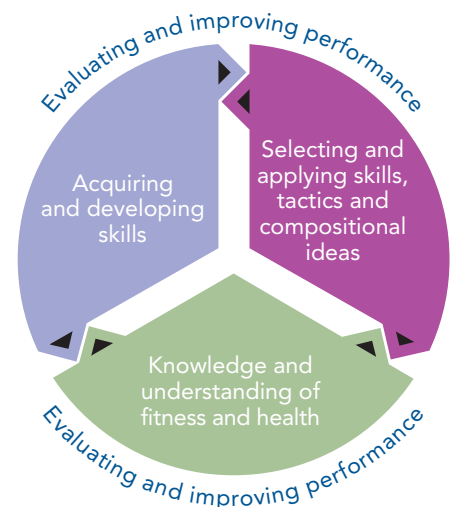 Evaluating and improving performance
Acquiring
and developing
skills
Selecting and
applying skills,
tactics and
compositional
ideas
Knowledge and
understanding of
fitness and health
Evaluating and improving performance